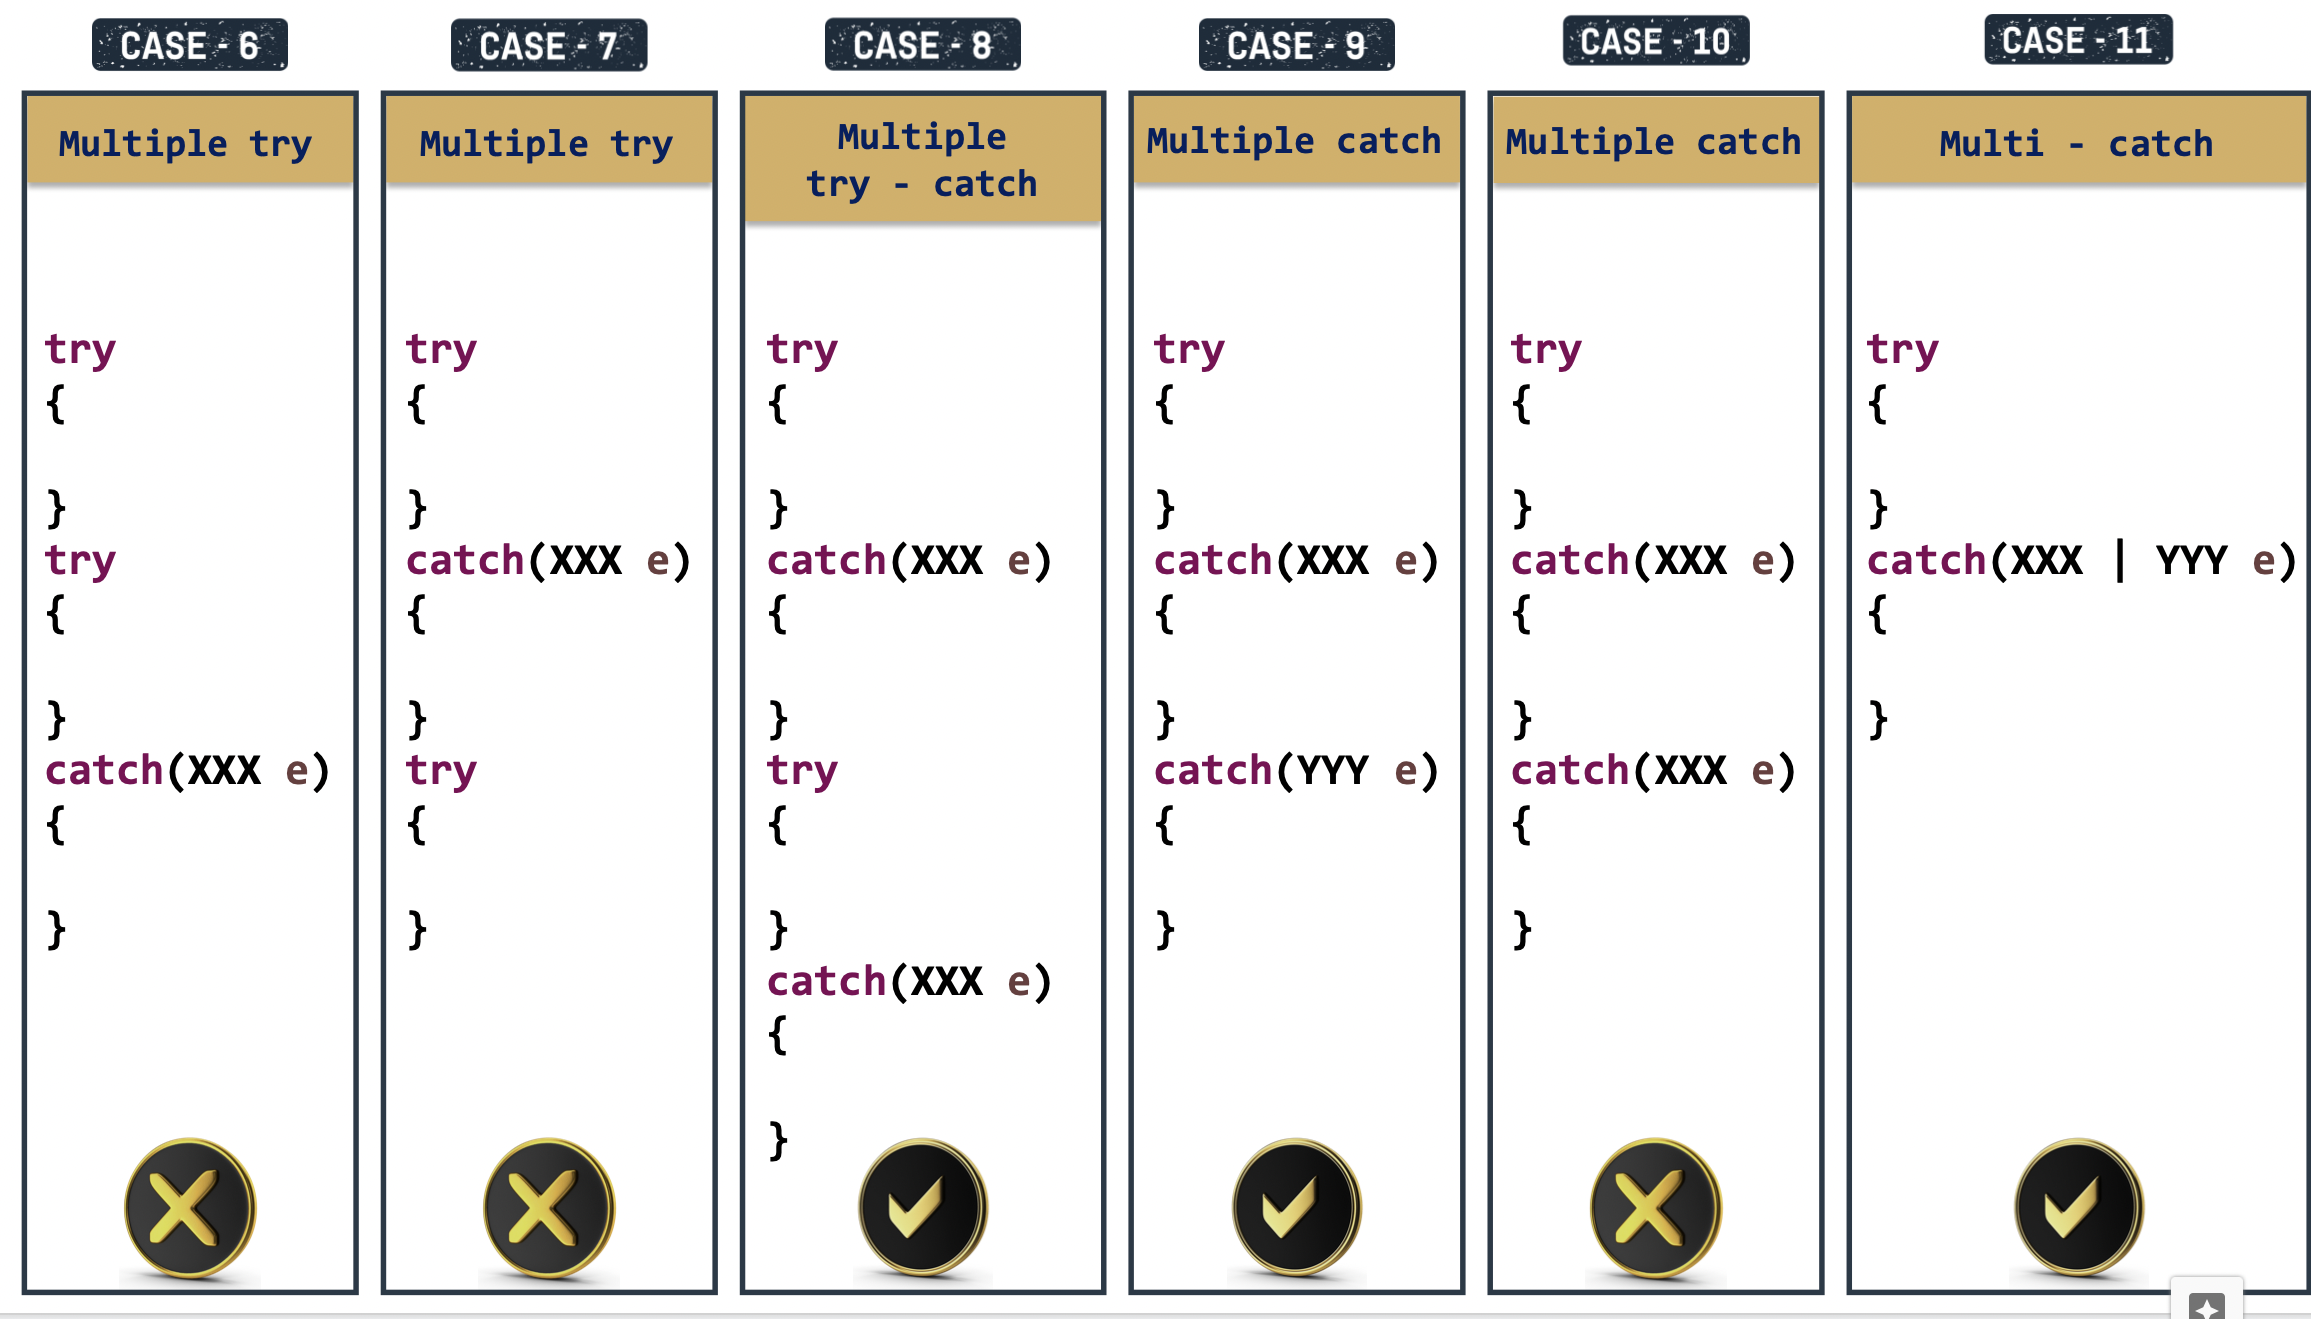 CASE - 6
Multiple try
try
{
}
try
{
}
catch(XXX e)
{
}
CASE - 7
Multiple try
try
{
}
catch(XXX e)
{
}
try
{
}
CASE - 8
Multiple
try - catch
try
{
}
catch(XXX e)
{
}
try
{
}
catch(XXX e)
{
}
CASE - 9
Multiple catch
try
{
}
catch(XXX e)
{
}
catch(YYY e)
{
}
CASE - 10
Multiple catch
try
{
}
catch(XXX e)
{
}
catch(XXX e)
{
}
CASE - 11
Multi - catch
try
{
}
catch(XXX | YYY e)
{
}